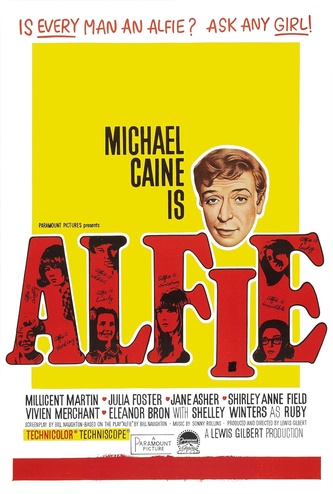 IS EVERY MAN AN ALFIE? ASK ANY GIRL!
MICHAEL
CAINE
IS
PARAMOUNT PICTURES presents
ALFIE
MILLICENT MARTIN • JULIA FOSTER • JANE ASHER • SHIRLEY ANNE FIELD
VIVIEN MERCHANT • ELEANOR BRON WITH SHELLEY WINTERS AS RUBY
SCREENPLAY BY BILL NAUGHTON • BASED ON THE PLAY "ALFIE" BY BILL NAUGHTON • MUSIC BY SONNY ROLLINS • PRODUCED AND DIRECTED BY LEWIS GILBERT
TECHNICOLOR® TECHNISCOPE®
A
PARAMOUNT
PICTURE
A LEWIS GILBERT PRODUCTION